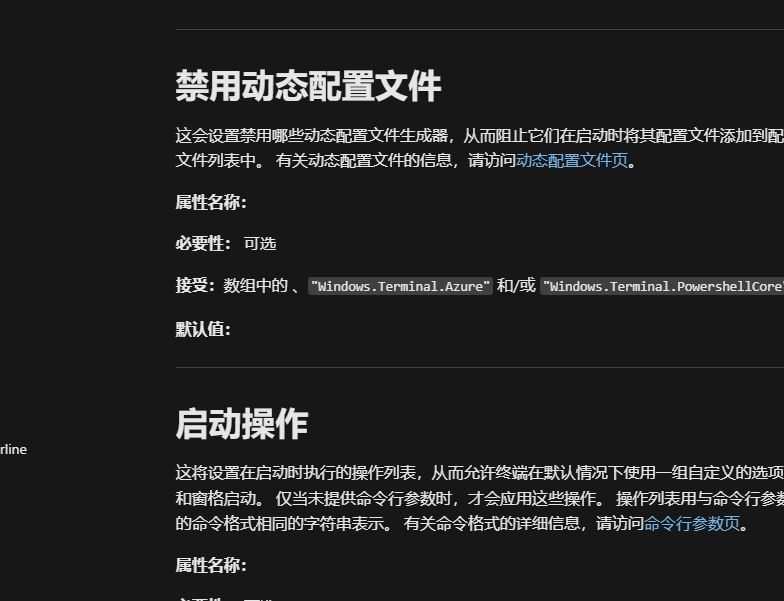 禁用动态配置文件
这会设置禁用哪些动态配置文件生成器，从而阻止它们在启动时将其配置文件添加到配
文件列表中。 有关动态配置文件的信息，请访问动态配置文件页。
属性名称：
必要性： 可选
接受：数组中的 、 "Windows.Terminal.Azure" 和/或 "Windows.Terminal.PowershellCore"
默认值：
启动操作
rline
这将设置在启动时执行的操作列表，从而允许终端在默认情况下使用一组自定义的选项
和窗格启动。 仅当未提供命令行参数时，才会应用这些操作。 操作列表用与命令行参数
的命令格式相同的字符串表示。 有关命令格式的详细信息，请访问命令行参数页。
属性名称：